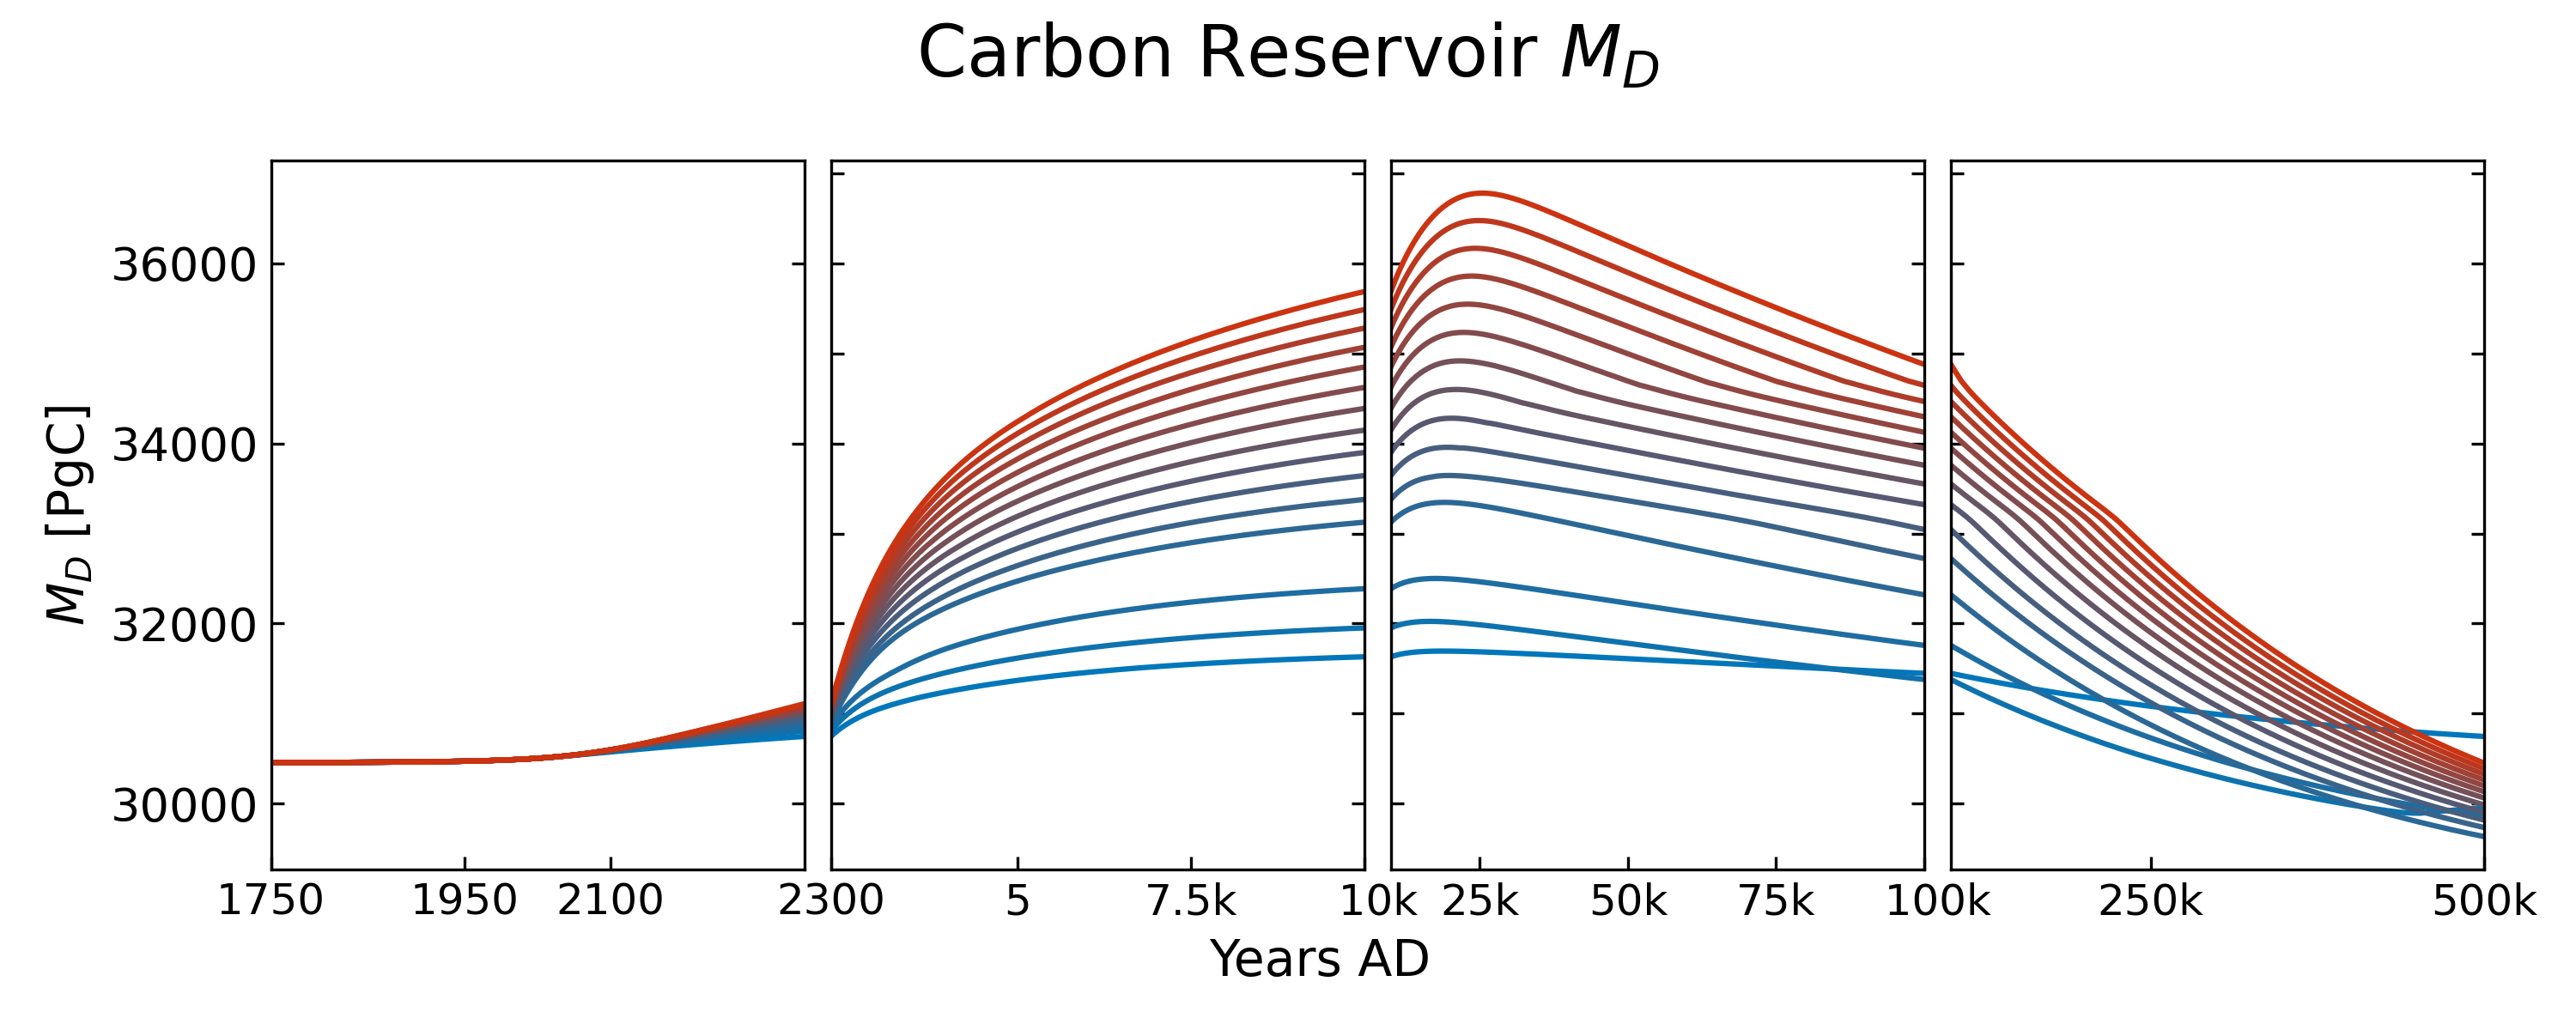 Carbon Reservoir M_D
M_D [PgC]
36000
34000
32000
30000
1750 1950 2100 2300 5 7.5k 10k 25k 50k 75k 100k 250k 500k
Years AD